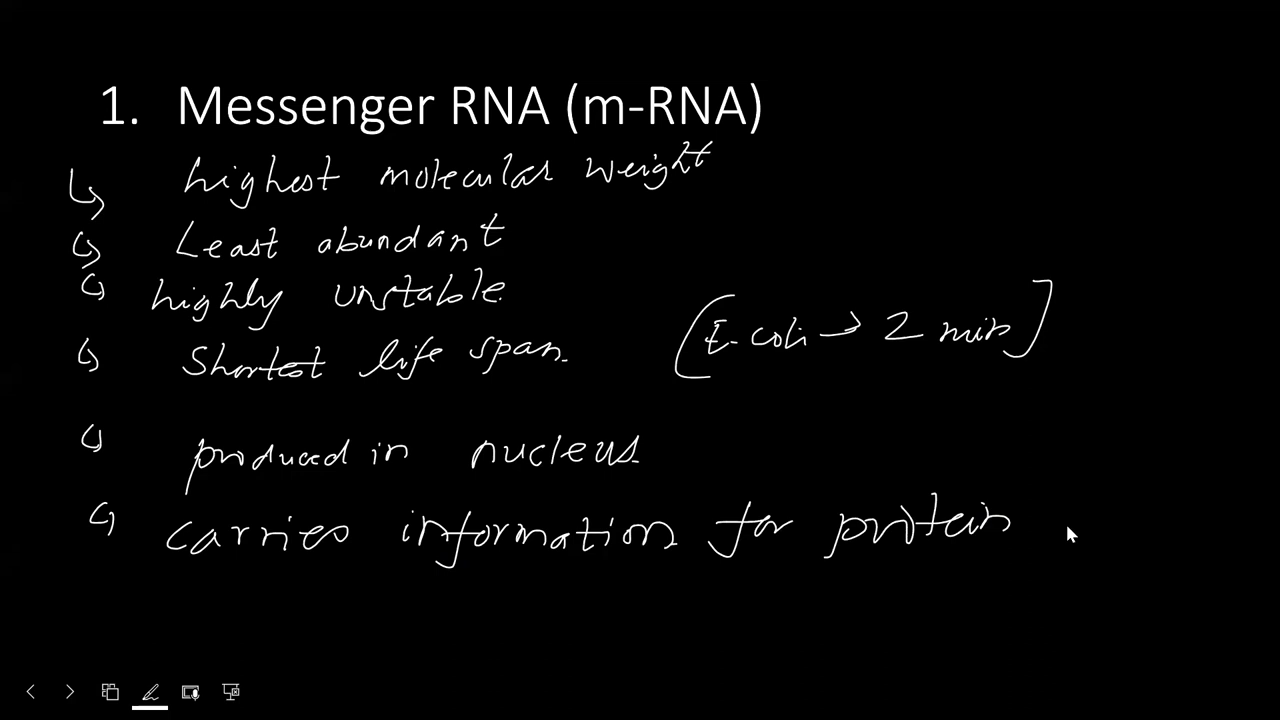 1. Messenger RNA (m-RNA)
↳ highest molecular weight
↳ Least abundant
↳ highly unstable
↳ Shortest life span. [E. coli → 2 min]
↳ produced in nucleus
↳ carries information for protein